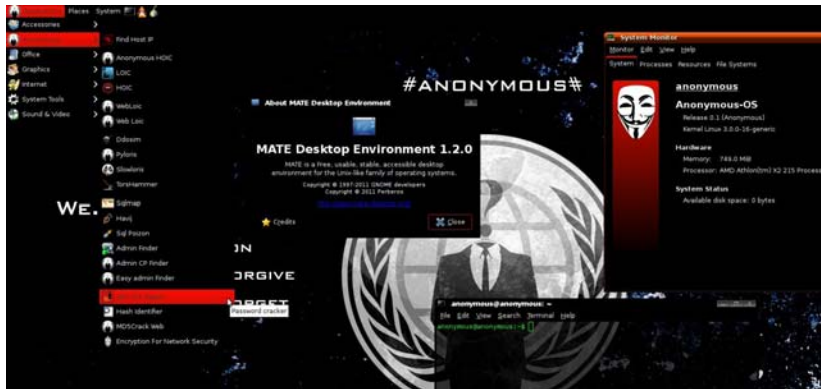 Places System
Accessories
Office
Graphics
Internet
System Tools
Sound & Video
Find Host IP
Anonymous HOIC
LOIC
HOIC
WebLoic
Web Loic
Ddosim
Pyloris
Slowloris
TorsHammer
Sqlmap
Havij
Sql Poizon
Admin Finder
Admin CP Finder
Easy admin Finder
Hash Identifier
MD5Crack Web
Encryption For Network Security
Password cracker
WE.
#ANONYMOUS#
About MATE Desktop Environment
MATE Desktop Environment 1.2.0
MATE is a free, usable, stable, accessible desktop
environment for the Unix-like family of operating systems.
Copyright © 1997-2011 GNOME developers
Copyright © 2011 Perberos
Credits
Close
System Monitor
Monitor Edit View Help
System Processes Resources File Systems
anonymous
Anonymous-OS
Release 0.1 (Anonymous)
Kernel Linux 3.0.0-16-generic
Hardware
Memory: 749.0 MiB
Processor: AMD Athlon(tm) X2 215 Process
System Status
Available disk space: 0 bytes
ON
ORGIVE
ORGET
anonymous@anonymous: ~
File Edit View Search Terminal Help
anonymous@anonymous:~$